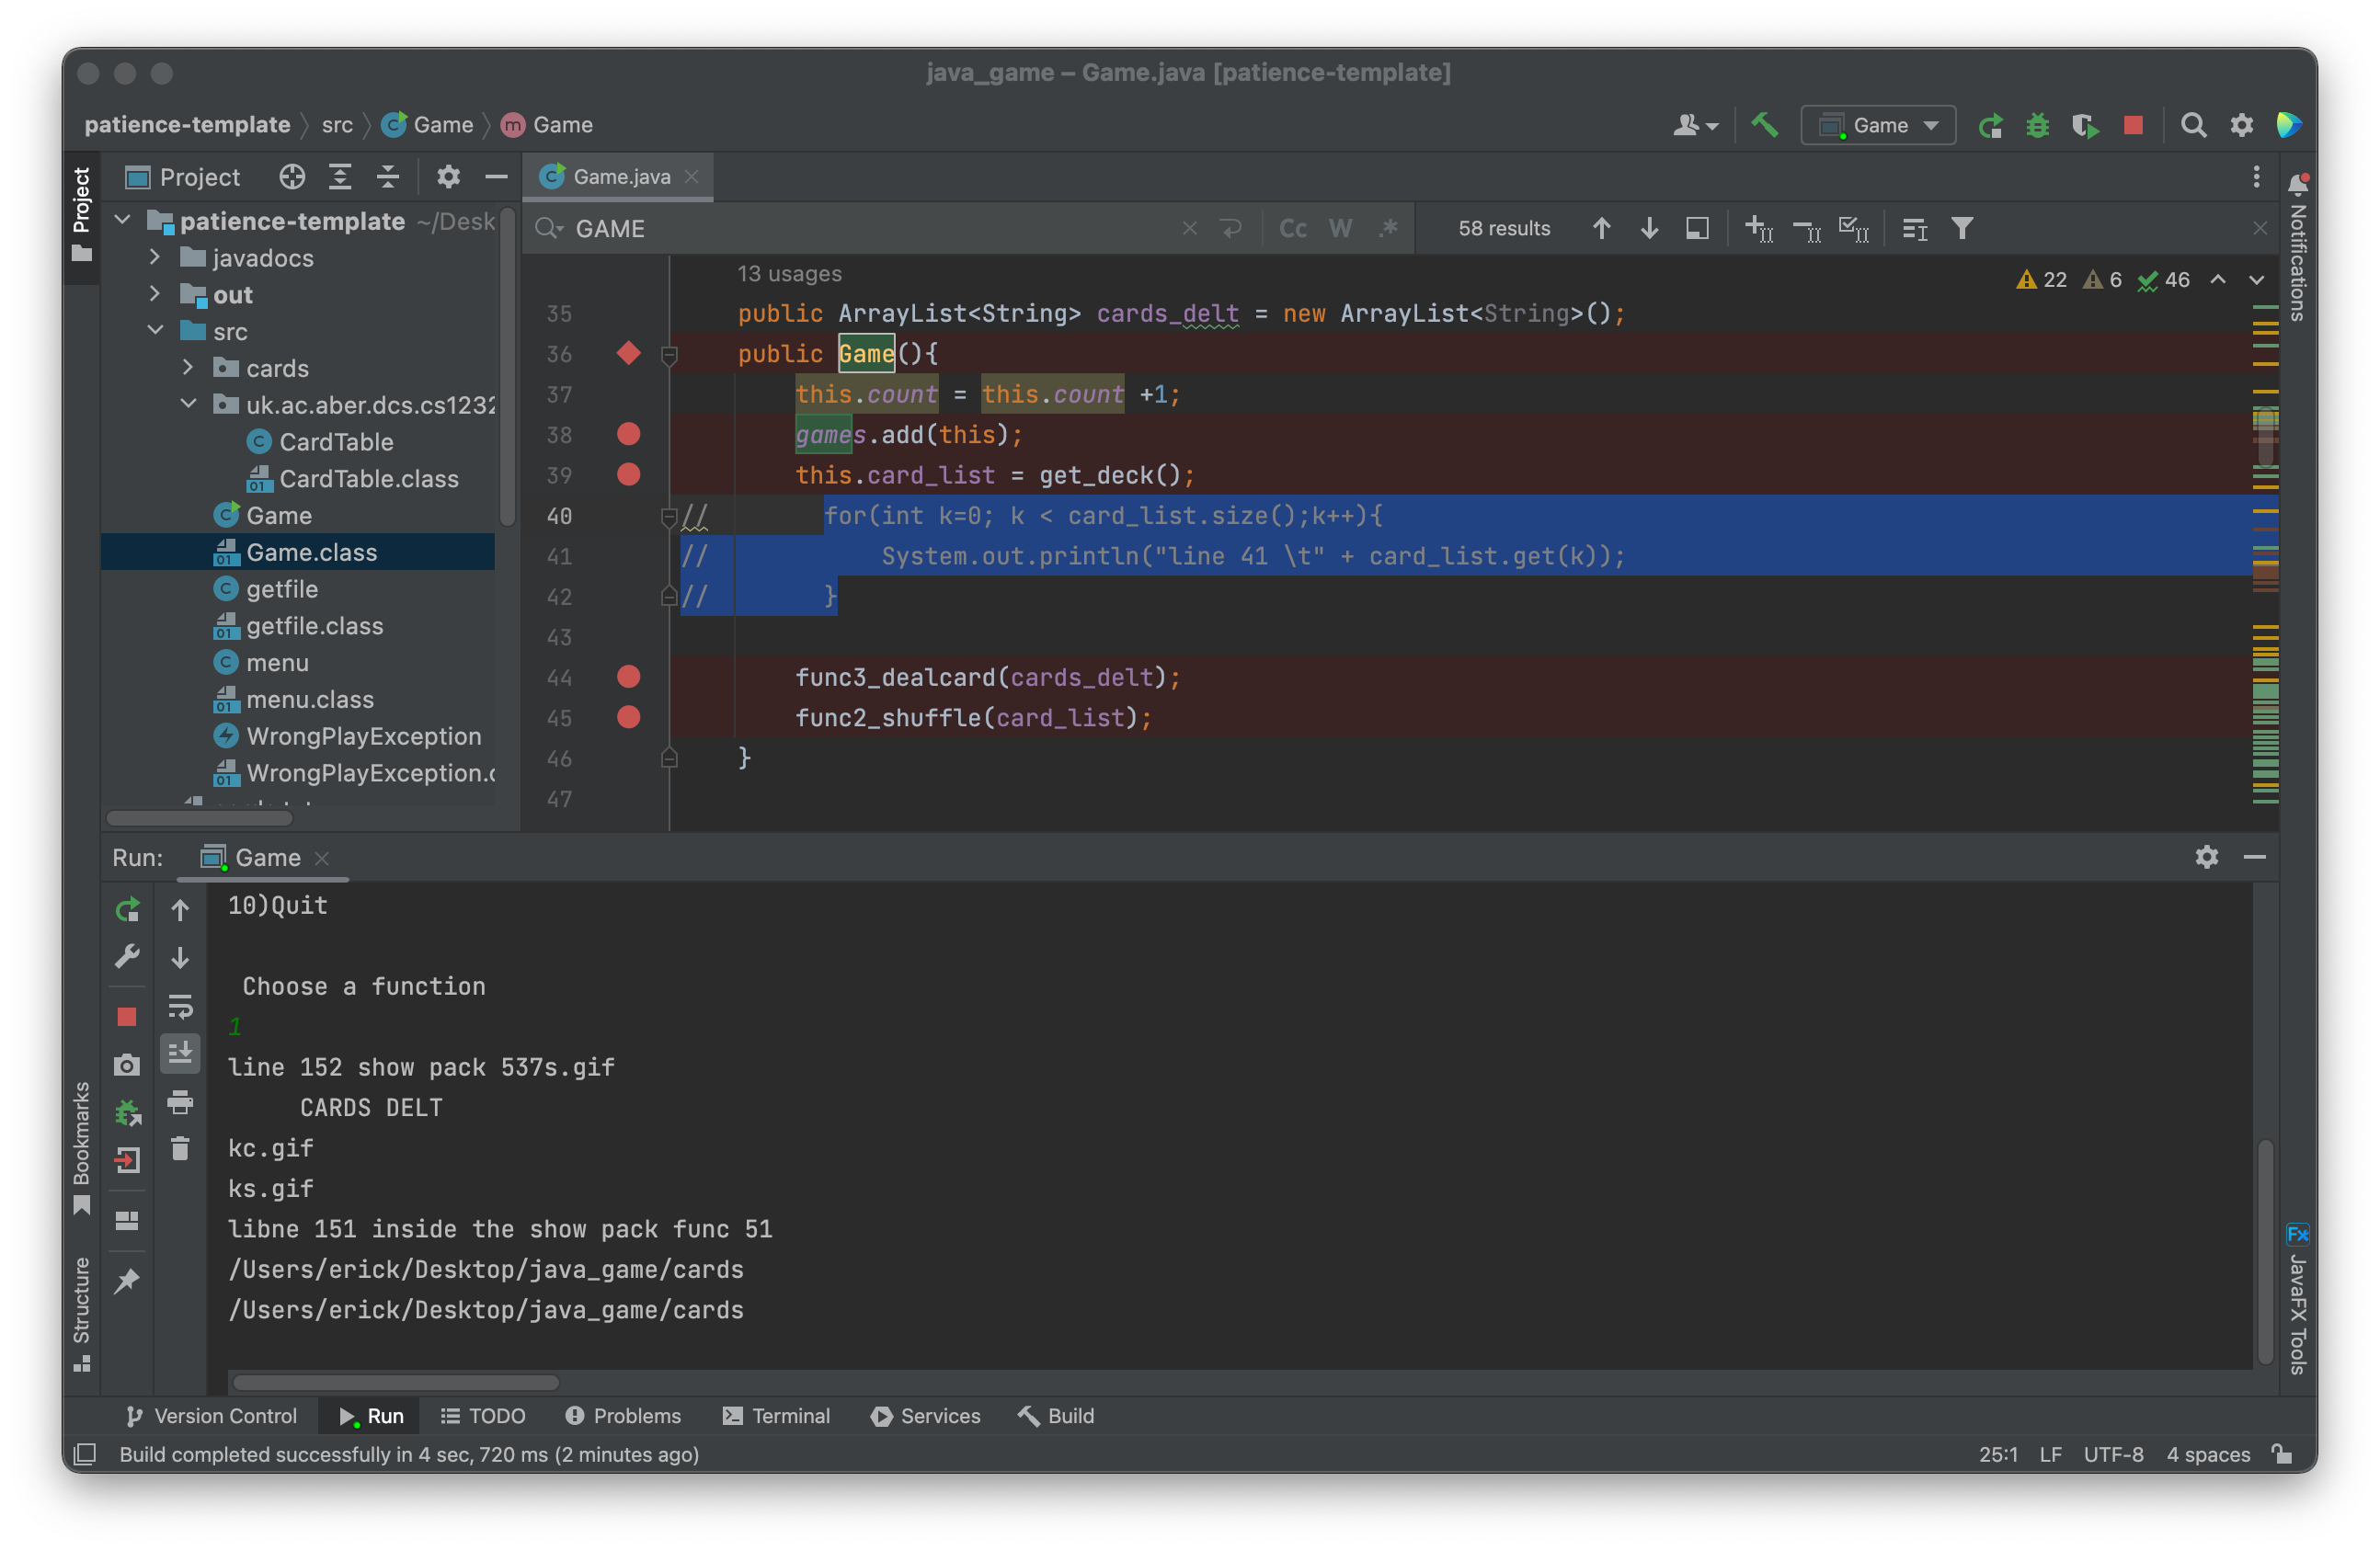 java_game – Game.java [patience-template]
patience-template
src
Game
Game
Game
Project
Project
Game.java
patience-template ~/Desk
javadocs
out
src
cards
uk.ac.aber.dcs.cs1232
CardTable
CardTable.class
Game
Game.class
getfile
getfile.class
menu
menu.class
WrongPlayException
WrongPlayException.c
GAME
Cc
W
.*
58 results
22
6
46
13 usages
35 public ArrayList<String> cards_delt = new ArrayList<String>();
36 public Game(){
37 this.count = this.count +1;
38 games.add(this);
39 this.card_list = get_deck();
40 // for(int k=0; k < card_list.size();k++){
41 // System.out.println("line 41 \t" + card_list.get(k));
42 // }
43
44 func3_dealcard(cards_delt);
45 func2_shuffle(card_list);
46 }
47
Notifications
Run:
Game
10)Quit
Choose a function
1
line 152 show pack 537s.gif
CARDS DELT
kc.gif
ks.gif
libne 151 inside the show pack func 51
/Users/erick/Desktop/java_game/cards
/Users/erick/Desktop/java_game/cards
Bookmarks
Structure
Fx
JavaFX Tools
Version Control
Run
TODO
Problems
Terminal
Services
Build
Build completed successfully in 4 sec, 720 ms (2 minutes ago)
25:1
LF
UTF-8
4 spaces